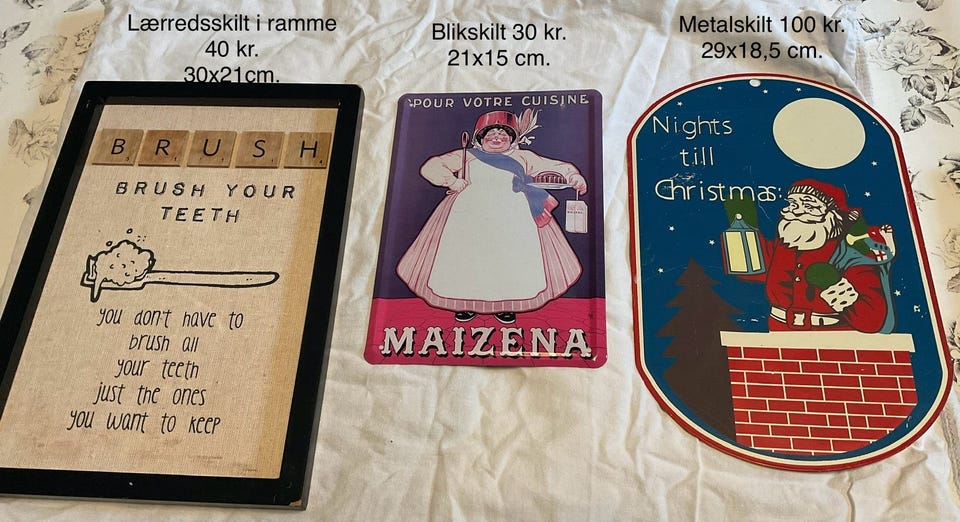 Lærredsskilt i ramme
40 kr.
30x21cm.
BRUSH
BRUSH YOUR
TEETH
you don't have to
brush all
your teeth
just the ones
you want to keep
Blikskilt 30 kr.
21x15 cm.
POUR VOTRE CUISINE
MAIZENA
Metalskilt 100 kr.
29x18,5 cm.
Nights
till
Christmas: